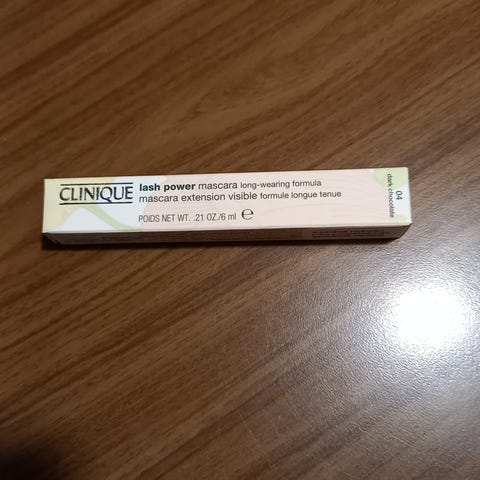 CLINIQUE
lash power mascara long-wearing formula
mascara extension visible formule longue tenue
POIDS NET WT. .21 OZ./6 ml ℮
04
dark chocolate